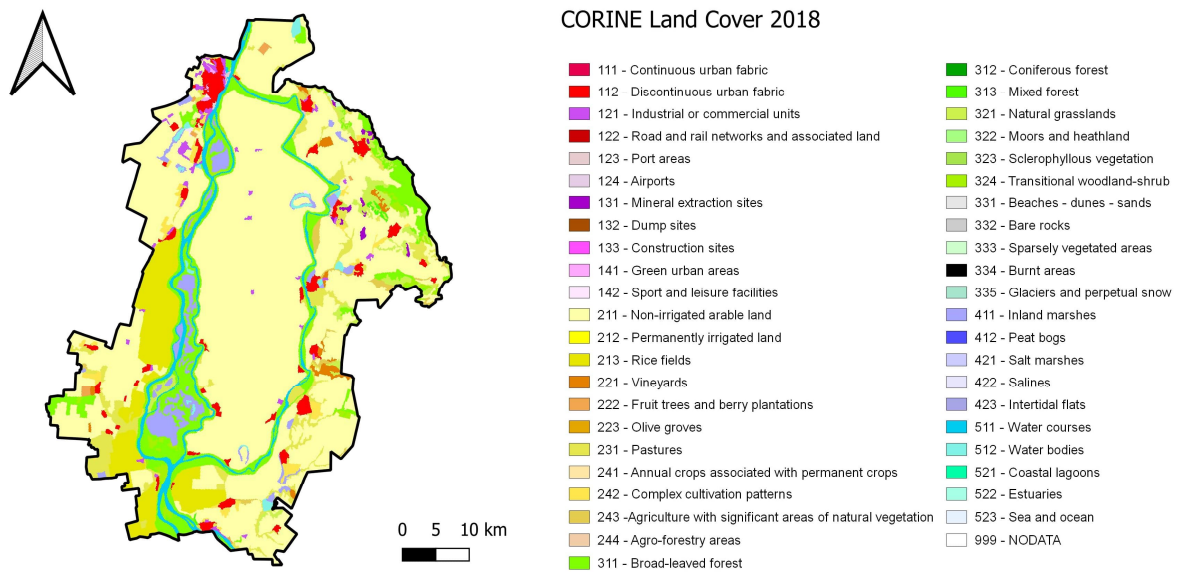 CORINE Land Cover 2018
111 - Continuous urban fabric
112 - Discontinuous urban fabric
121 - Industrial or commercial units
122 - Road and rail networks and associated land
123 - Port areas
124 - Airports
131 - Mineral extraction sites
132 - Dump sites
133 - Construction sites
141 - Green urban areas
142 - Sport and leisure facilities
211 - Non-irrigated arable land
212 - Permanently irrigated land
213 - Rice fields
221 - Vineyards
222 - Fruit trees and berry plantations
223 - Olive groves
231 - Pastures
241 - Annual crops associated with permanent crops
242 - Complex cultivation patterns
243 -Agriculture with significant areas of natural vegetation
244 - Agro-forestry areas
311 - Broad-leaved forest
312 - Coniferous forest
313 - Mixed forest
321 - Natural grasslands
322 - Moors and heathland
323 - Sclerophyllous vegetation
324 - Transitional woodland-shrub
331 - Beaches - dunes - sands
332 - Bare rocks
333 - Sparsely vegetated areas
334 - Burnt areas
335 - Glaciers and perpetual snow
411 - Inland marshes
412 - Peat bogs
421 - Salt marshes
422 - Salines
423 - Intertidal flats
511 - Water courses
512 - Water bodies
521 - Coastal lagoons
522 - Estuaries
523 - Sea and ocean
999 - NODATA
0 5 10 km